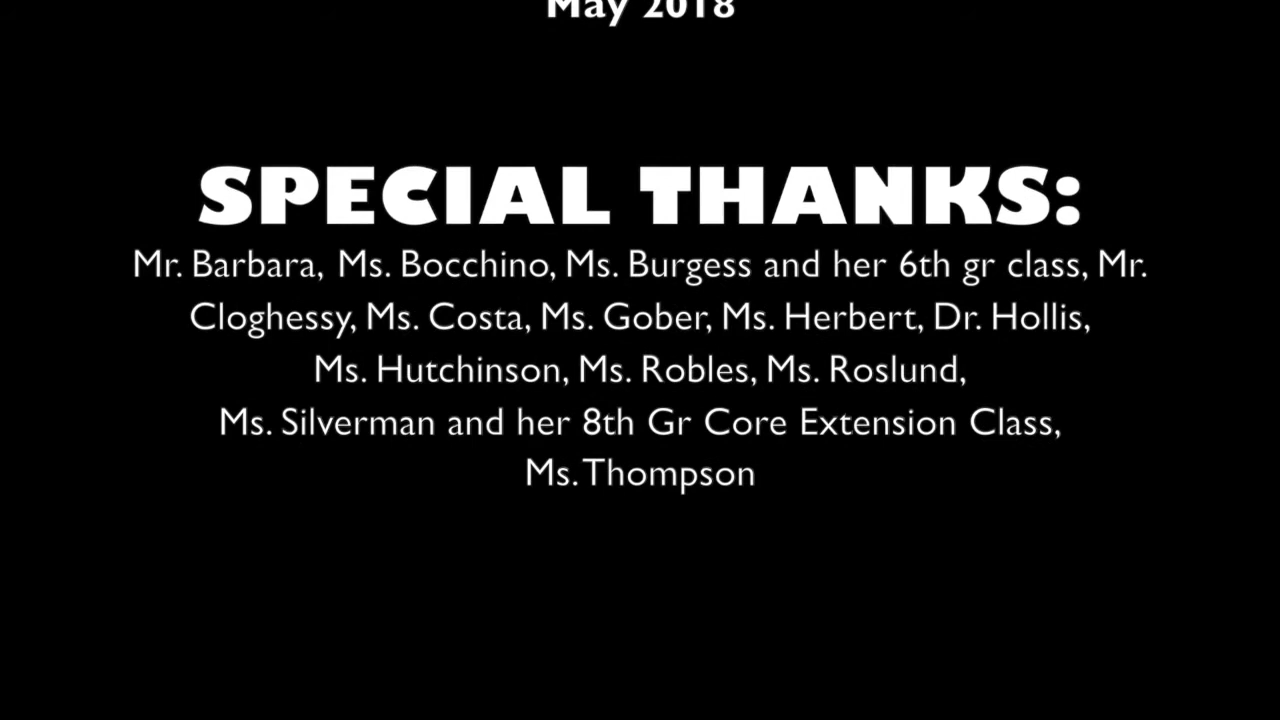 May 2018
SPECIAL THANKS:
Mr. Barbara, Ms. Bocchino, Ms. Burgess and her 6th gr class, Mr.
Cloghessy, Ms. Costa, Ms. Gober, Ms. Herbert, Dr. Hollis,
Ms. Hutchinson, Ms. Robles, Ms. Roslund,
Ms. Silverman and her 8th Gr Core Extension Class,
Ms. Thompson